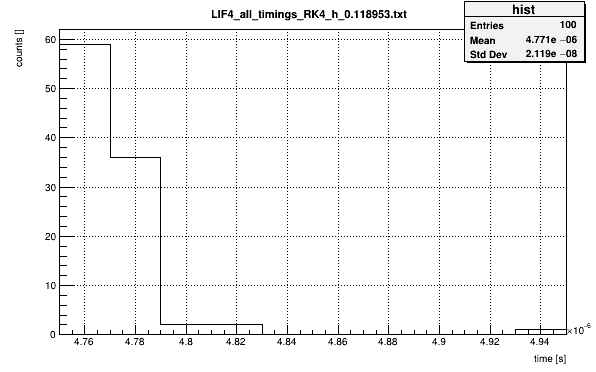 LIF4_all_timings_RK4_h_0.118953.txt
hist
Entries 100
Mean 4.771e −06
Std Dev 2.119e −08
counts []
60
50
40
30
20
10
0
4.76 4.78 4.8 4.82 4.84 4.86 4.88 4.9 4.92 4.94
×10⁻⁶
time [s]